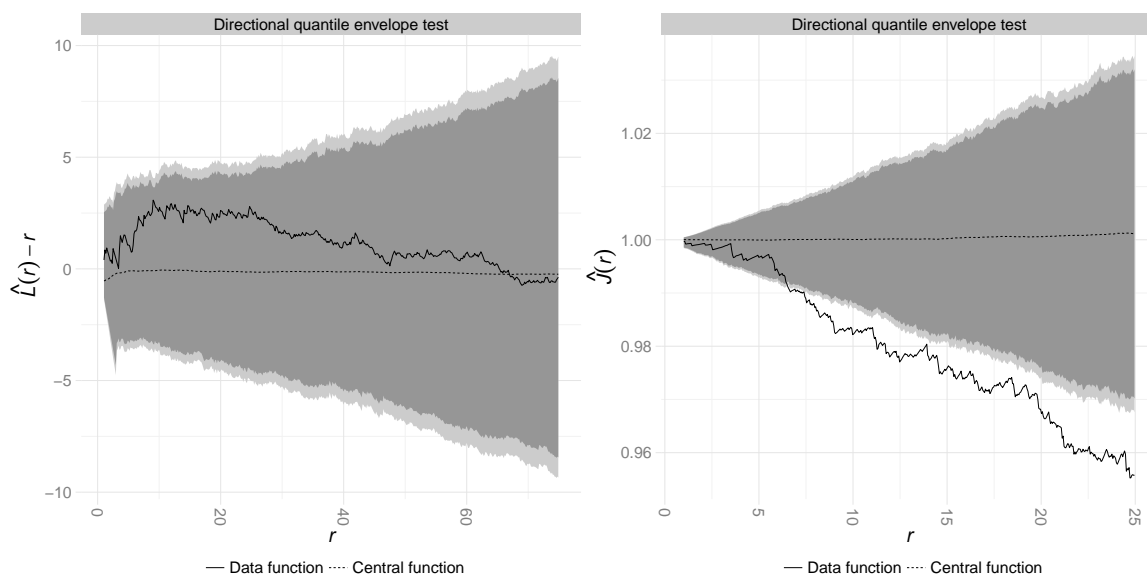 Directional quantile envelope test
10
5
0
−5
−10
L̂(r) − r
0
20
40
60
r
Data function
Central function
Directional quantile envelope test
1.02
1.00
0.98
0.96
Ĵ(r)
0
5
10
15
20
25
r
Data function
Central function